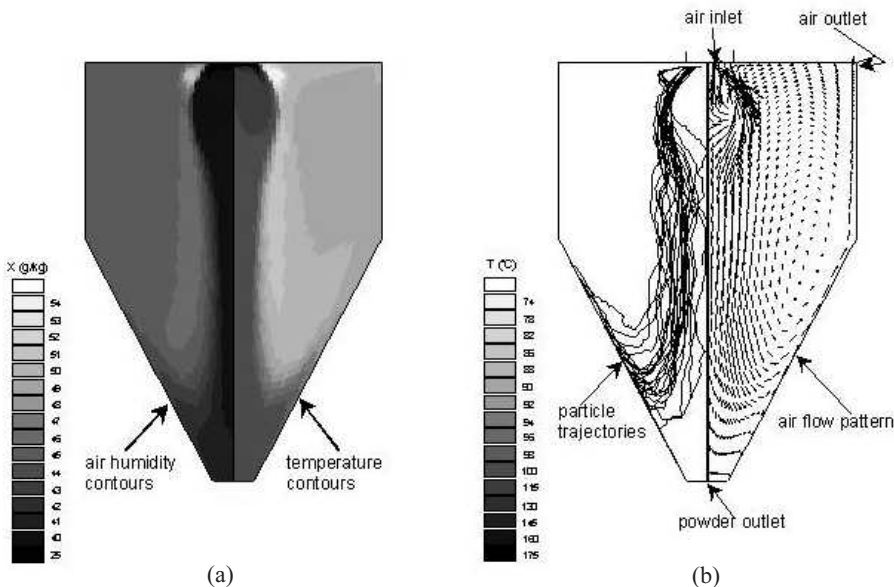 air inlet
air outlet
X (g/kg)
54
53
52
51
50
49
48
47
46
45
44
43
42
41
40
25
air humidity
contours
temperature
contours
(a)
T (°C)
74
78
82
86
88
90
92
94
96
98
100
115
130
145
160
175
particle
trajectories
air flow pattern
powder outlet
(b)